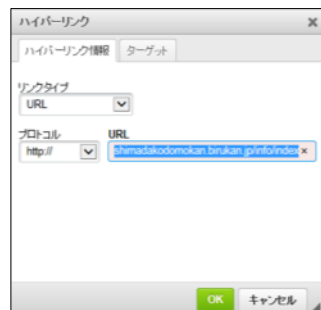 ハイパーリンク
ハイパーリンク情報 ターゲット
リンクタイプ
URL
プロトコル URL
http:// shimadakodomokan.birukan.jp/info/index
OK キャンセル